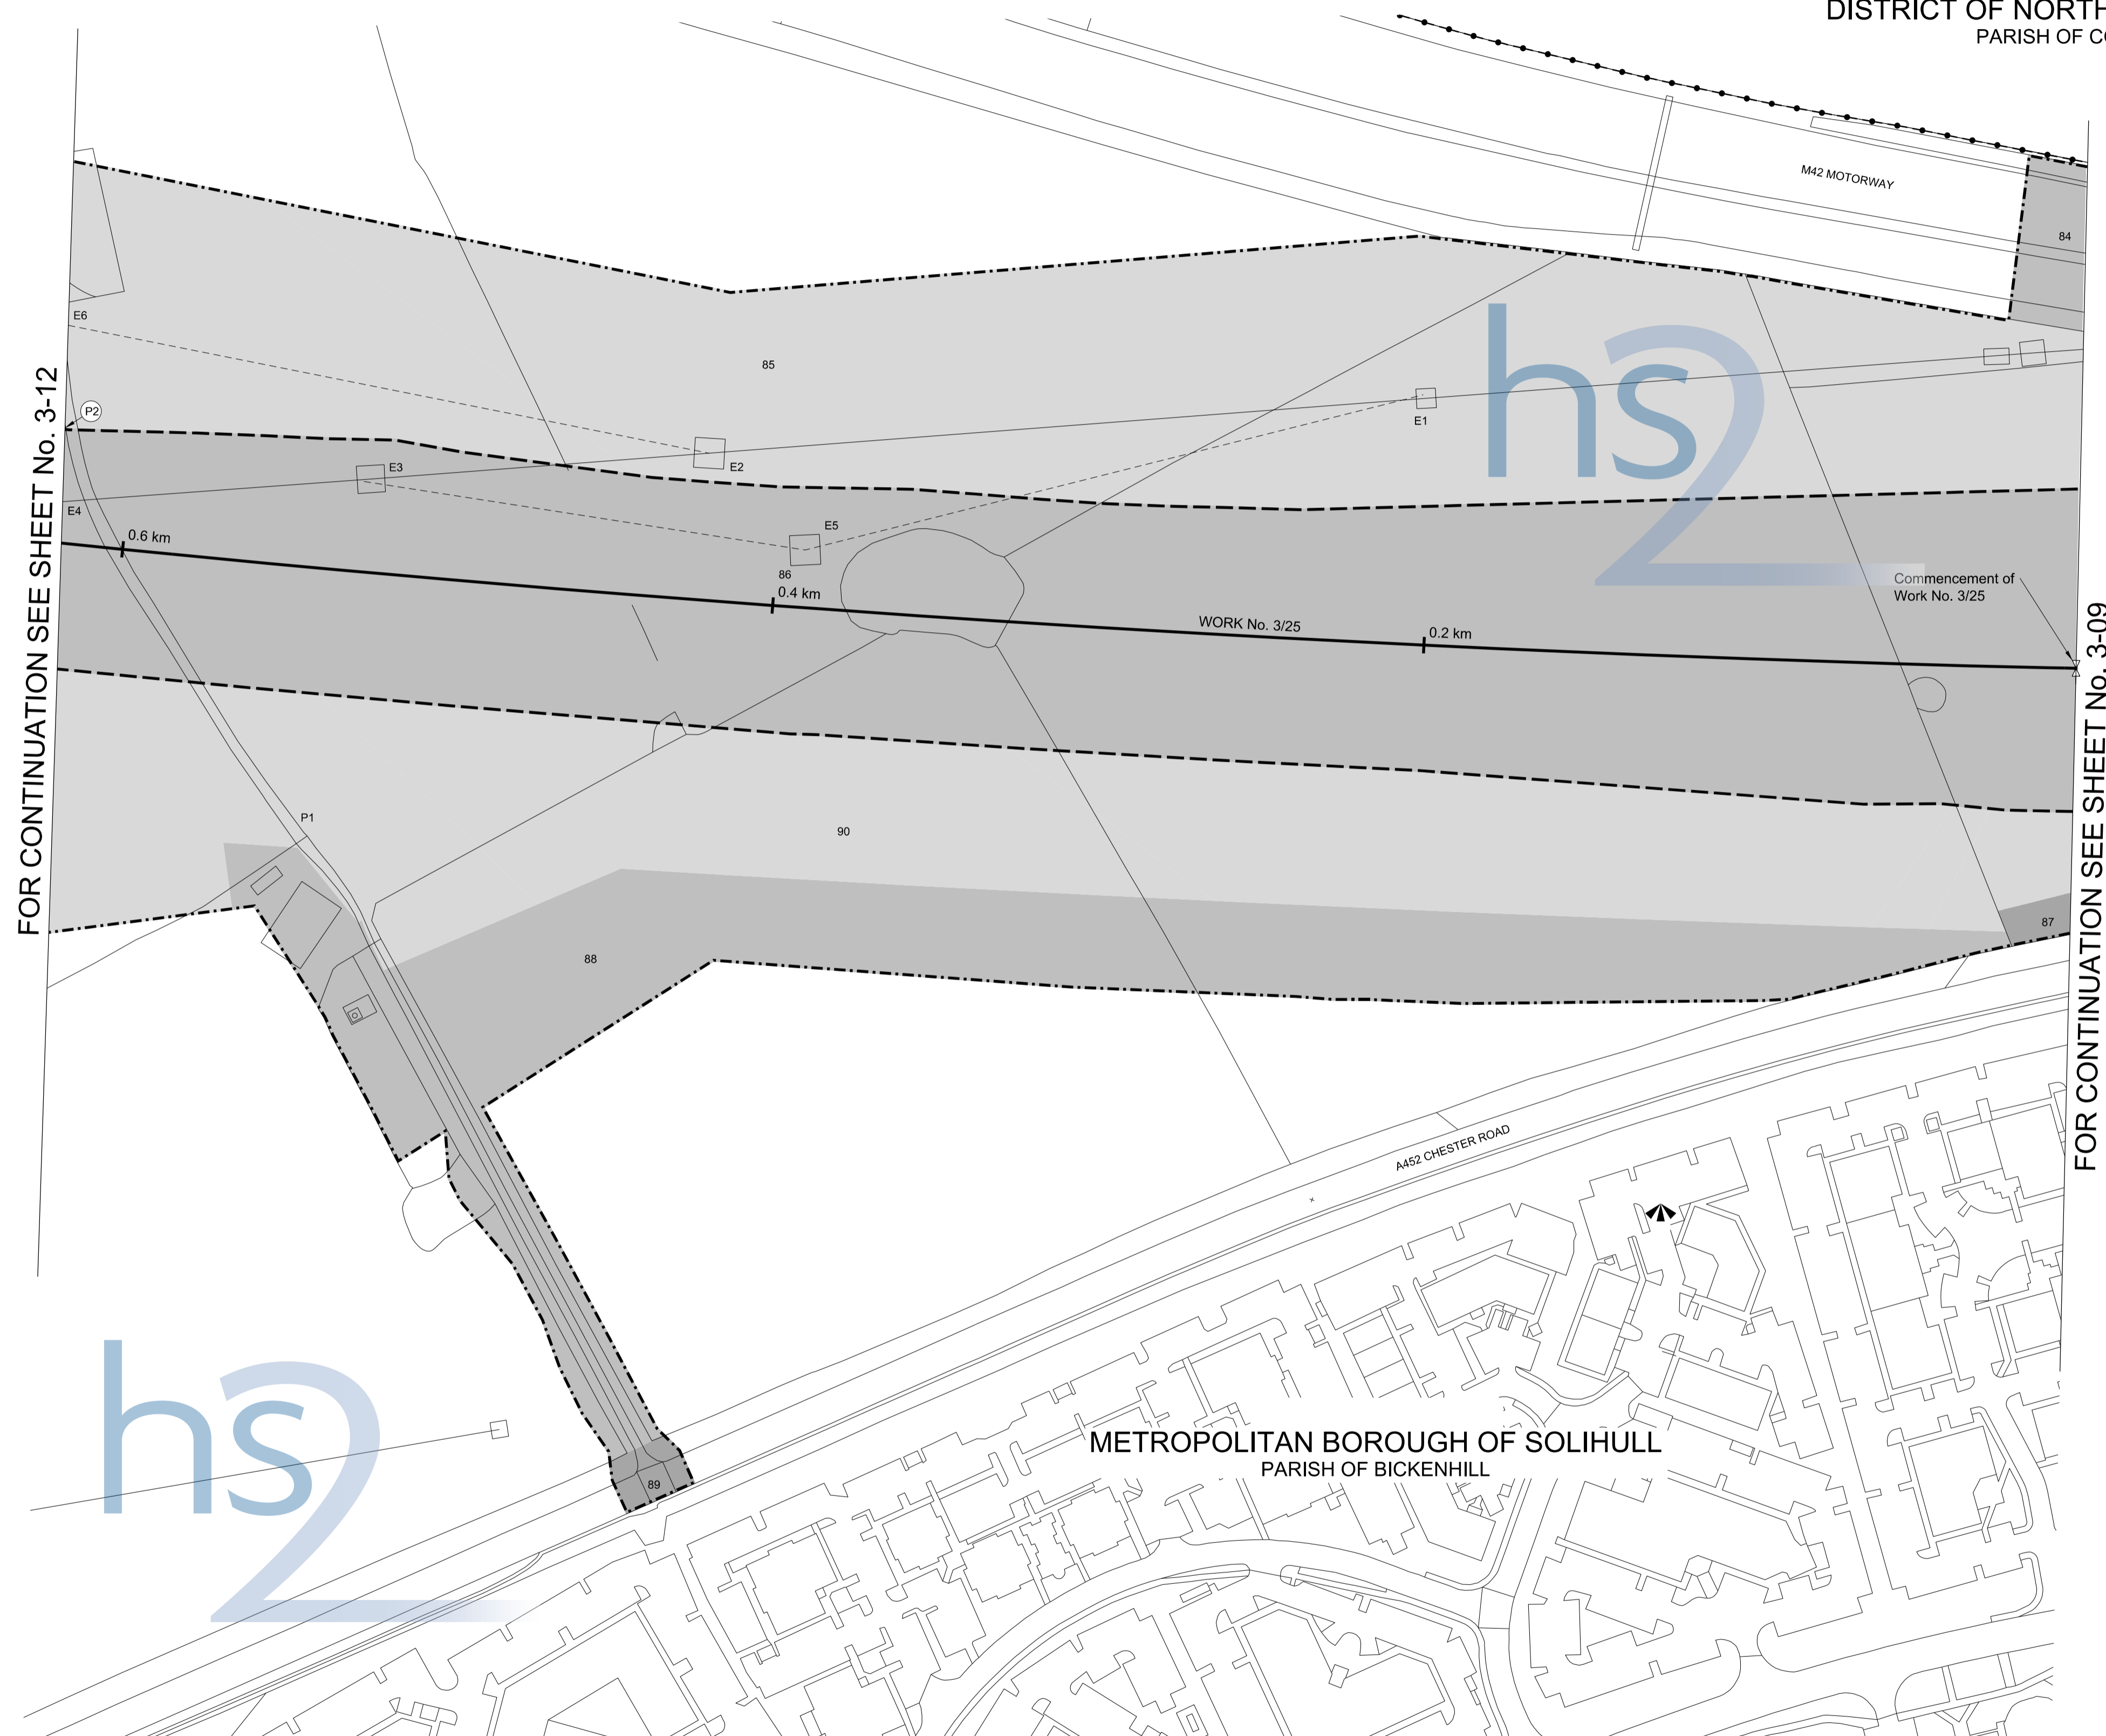 DISTRICT OF NORTH
PARISH OF CO
M42 MOTORWAY
84
E6
85
FOR CONTINUATION SEE SHEET No. 3-12
P2
E1
E3
E2
E4
E5
0.6 km
86
0.4 km
WORK No. 3/25
0.2 km
hs2
Commencement of
Work No. 3/25
FOR CONTINUATION SEE SHEET No. 3-09
P1
90
87
88
A452 CHESTER ROAD
hs2
METROPOLITAN BOROUGH OF SOLIHULL
PARISH OF BICKENHILL
89